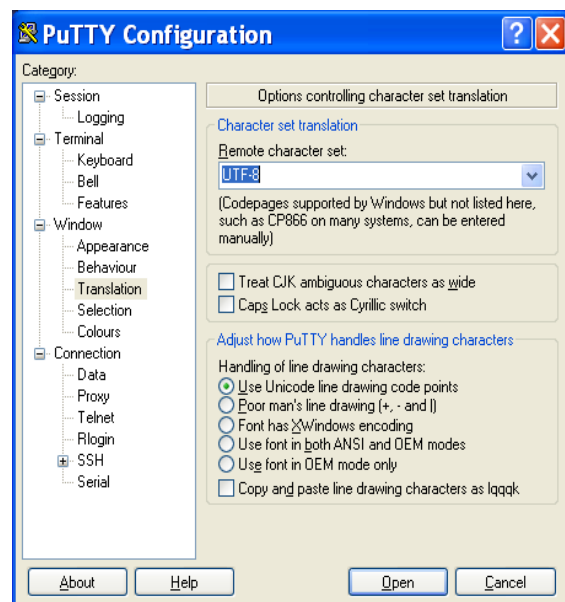 PuTTY Configuration
Category:
Session
Logging
Terminal
Keyboard
Bell
Features
Window
Appearance
Behaviour
Translation
Selection
Colours
Connection
Data
Proxy
Telnet
Rlogin
SSH
Serial
Options controlling character set translation
Character set translation
Remote character set:
UTF-8
(Codepages supported by Windows but not listed here,
such as CP866 on many systems, can be entered
manually)
Treat CJK ambiguous characters as wide
Caps Lock acts as Cyrillic switch
Adjust how PuTTY handles line drawing characters
Handling of line drawing characters:
Use Unicode line drawing code points
Poor man's line drawing (+, - and |)
Font has XWindows encoding
Use font in both ANSI and OEM modes
Use font in OEM mode only
Copy and paste line drawing characters as lqqqk
About
Help
Open
Cancel